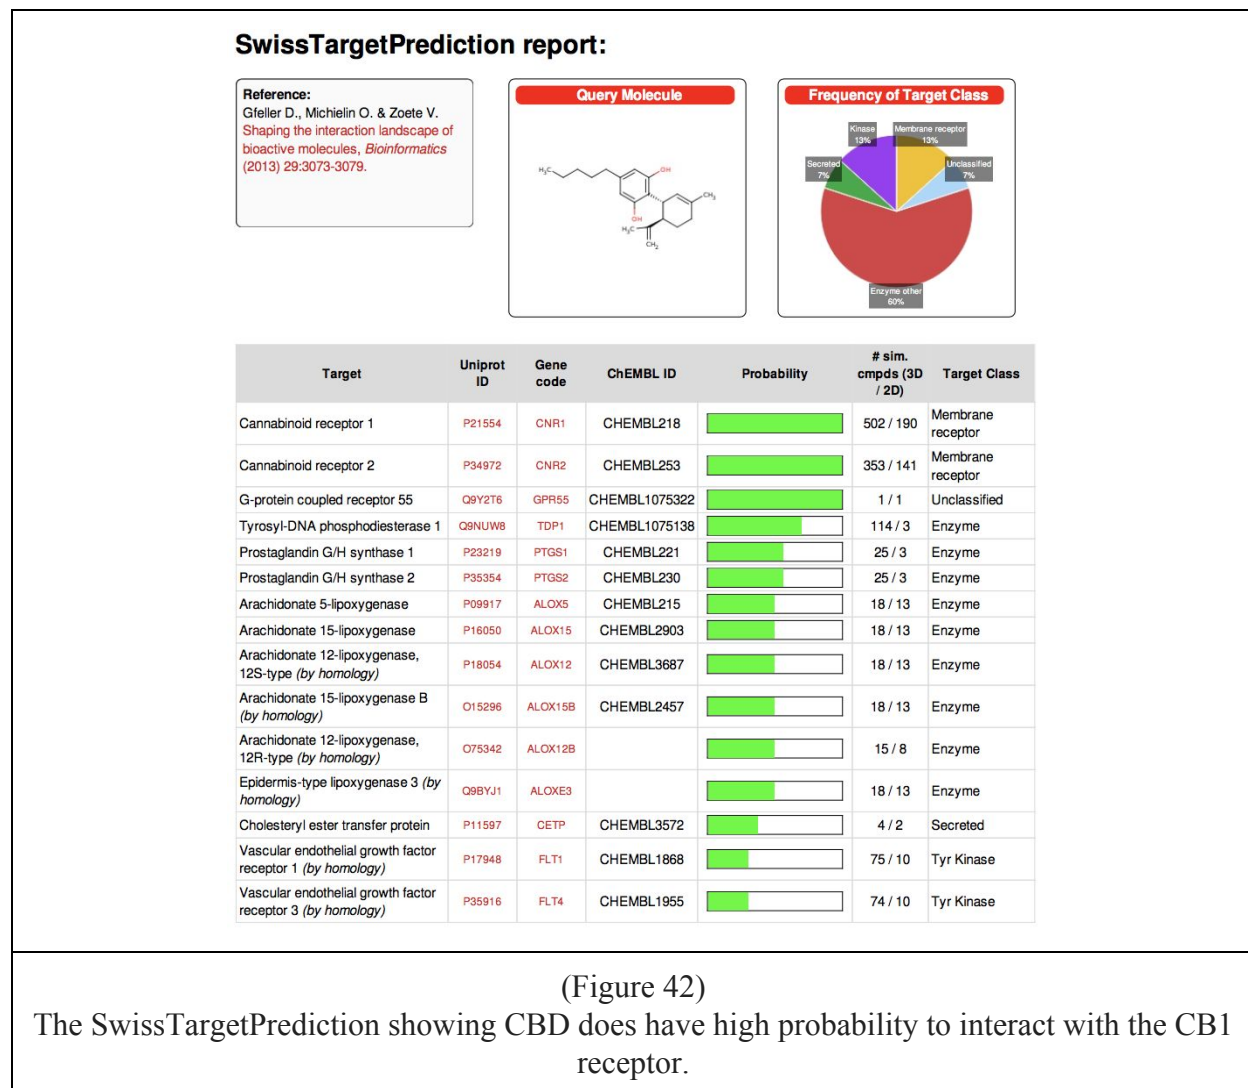 SwissTargetPrediction report:
Reference:
Gfeller D., Michielin O. & Zoete V.
Shaping the interaction landscape of
bioactive molecules, Bioinformatics
(2013) 29:3073-3079.
Query Molecule
H₃C
OH
OH
CH₃
H₃C
CH₂
Frequency of Target Class
Kinase
13%
Membrane receptor
13%
Secreted
7%
Unclassified
7%
Enzyme other
60%
Target Uniprot ID Gene code ChEMBL ID Probability # sim. cmpds (3D / 2D) Target Class
Cannabinoid receptor 1 P21554 CNR1 CHEMBL218 502 / 190 Membrane receptor
Cannabinoid receptor 2 P34972 CNR2 CHEMBL253 353 / 141 Membrane receptor
G-protein coupled receptor 55 Q9Y2T6 GPR55 CHEMBL1075322 1 / 1 Unclassified
Tyrosyl-DNA phosphodiesterase 1 Q9NUW8 TDP1 CHEMBL1075138 114 / 3 Enzyme
Prostaglandin G/H synthase 1 P23219 PTGS1 CHEMBL221 25 / 3 Enzyme
Prostaglandin G/H synthase 2 P35354 PTGS2 CHEMBL230 25 / 3 Enzyme
Arachidonate 5-lipoxygenase P09917 ALOX5 CHEMBL215 18 / 13 Enzyme
Arachidonate 15-lipoxygenase P16050 ALOX15 CHEMBL2903 18 / 13 Enzyme
Arachidonate 12-lipoxygenase,
12S-type (by homology) P18054 ALOX12 CHEMBL3687 18 / 13 Enzyme
Arachidonate 15-lipoxygenase B
(by homology) O15296 ALOX15B CHEMBL2457 18 / 13 Enzyme
Arachidonate 12-lipoxygenase,
12R-type (by homology) O75342 ALOX12B 15 / 8 Enzyme
Epidermis-type lipoxygenase 3 (by
homology) Q9BYJ1 ALOXE3 18 / 13 Enzyme
Cholesteryl ester transfer protein P11597 CETP CHEMBL3572 4 / 2 Secreted
Vascular endothelial growth factor
receptor 1 (by homology) P17948 FLT1 CHEMBL1868 75 / 10 Tyr Kinase
Vascular endothelial growth factor
receptor 3 (by homology) P35916 FLT4 CHEMBL1955 74 / 10 Tyr Kinase
(Figure 42)
The SwissTargetPrediction showing CBD does have high probability to interact with the CB1
receptor.